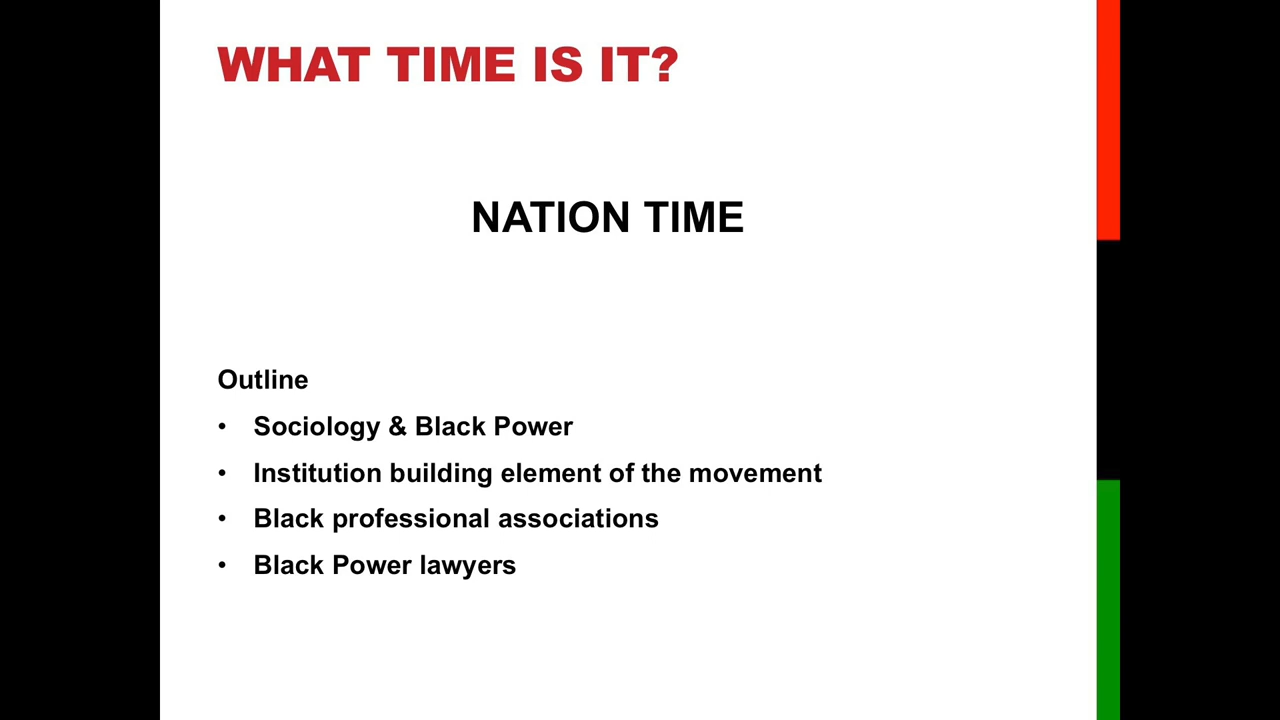 WHAT TIME IS IT?
NATION TIME
Outline
• Sociology & Black Power
• Institution building element of the movement
• Black professional associations
• Black Power lawyers